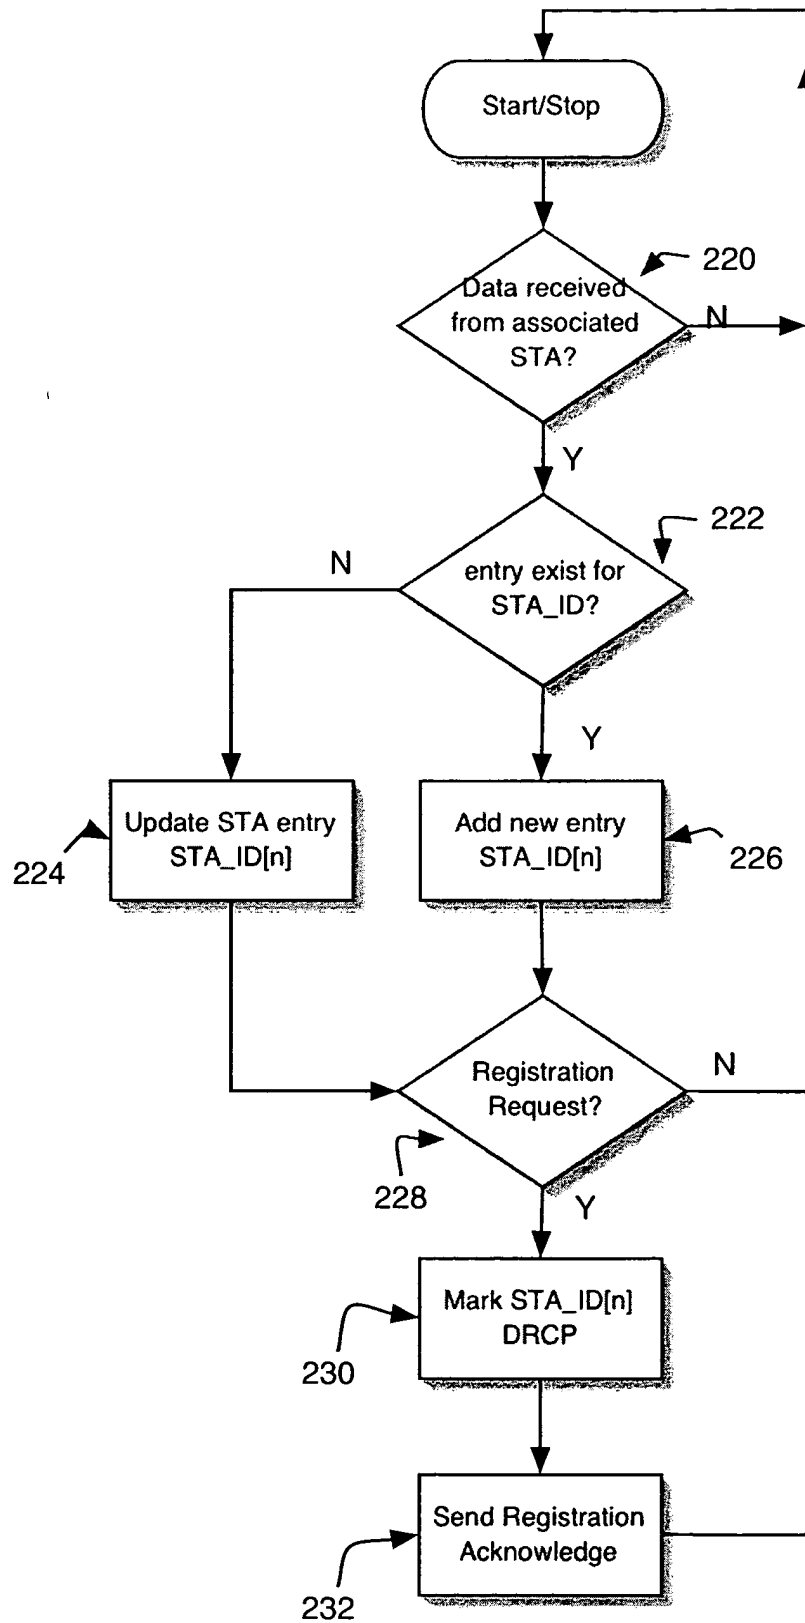 Start/Stop
220
Data received
from associated
STA?
N
Y
222
entry exist for
STA_ID?
N
Y
Update STA entry
STA_ID[n]
224
Add new entry
STA_ID[n]
226
Registration
Request?
N
228
Y
Mark STA_ID[n]
DRCP
230
Send Registration
Acknowledge
232